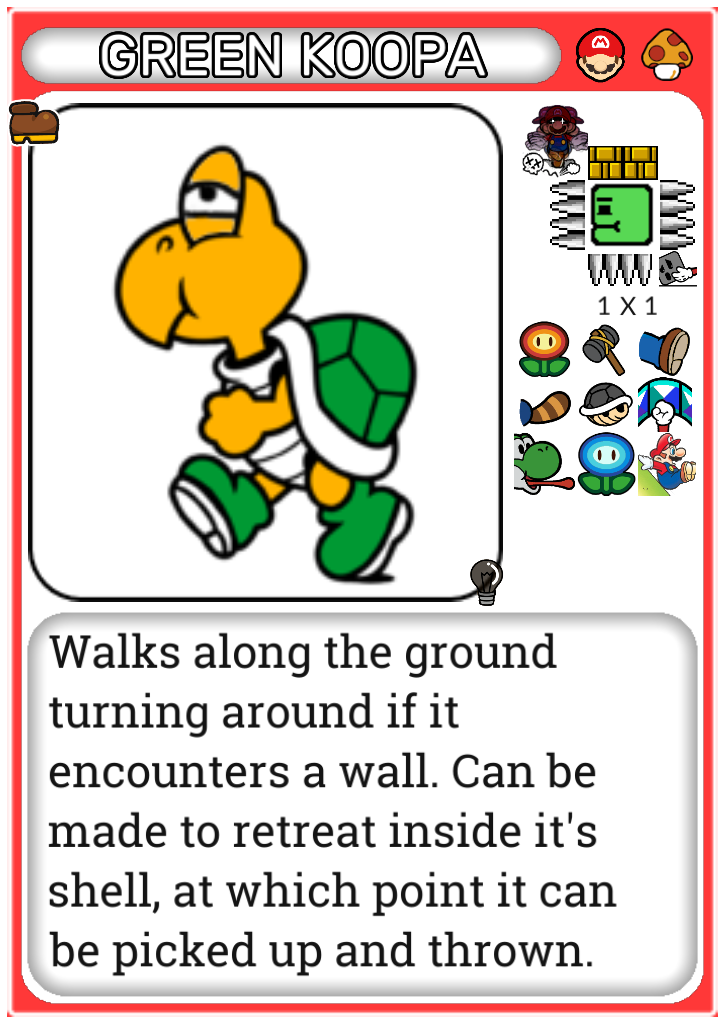 GREEN KOOPA
1 X 1
Walks along the ground
turning around if it
encounters a wall. Can be
made to retreat inside it's
shell, at which point it can
be picked up and thrown.